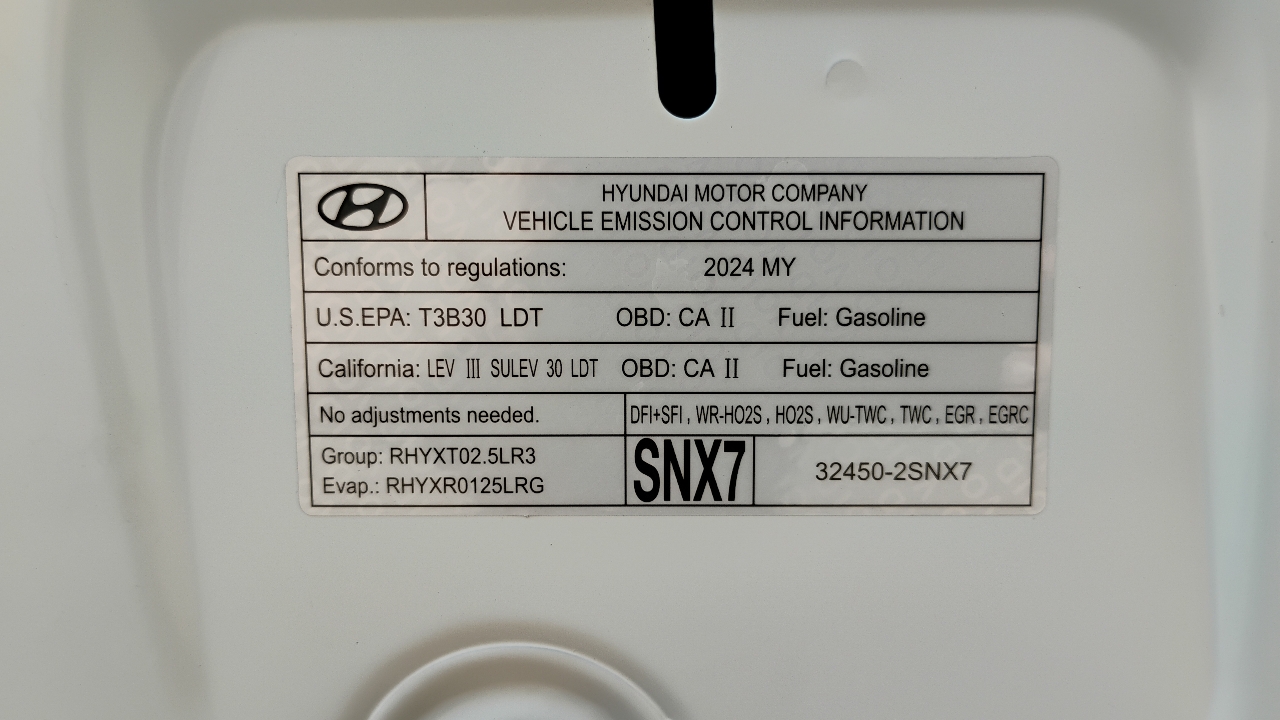 HYUNDAI MOTOR COMPANY
VEHICLE EMISSION CONTROL INFORMATION
Conforms to regulations: 2024 MY
U.S.EPA: T3B30 LDT OBD: CA II Fuel: Gasoline
California: LEV III SULEV 30 LDT OBD: CA II Fuel: Gasoline
No adjustments needed. DFI+SFI , WR-HO2S , HO2S , WU-TWC , TWC , EGR , EGRC
Group: RHYXT02.5LR3
Evap.: RHYXR0125LRG
SNX7
32450-2SNX7